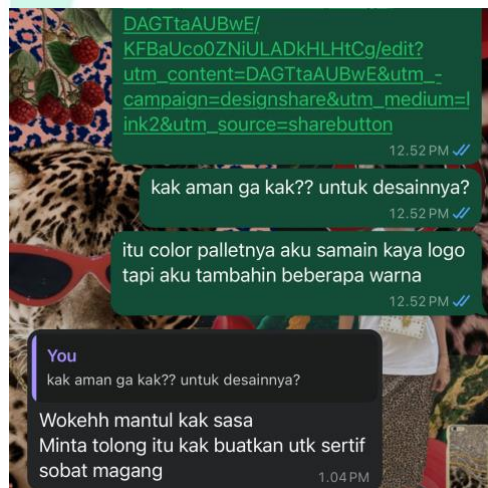 DAGTtaAUBwE/
KFBaUco0ZNiULADkHLHtCg/edit?
utm_content=DAGTtaAUBwE&utm_-
campaign=designshare&utm_medium=l
ink2&utm_source=sharebutton
12.52 PM
kak aman ga kak?? untuk desainnya?
12.52 PM
itu color palletnya aku samain kaya logo
tapi aku tambahin beberapa warna
12.52 PM
You
kak aman ga kak?? untuk desainnya?
Wokehh mantul kak sasa
Minta tolong itu kak buatkan utk sertif
sobat magang
1.04 PM